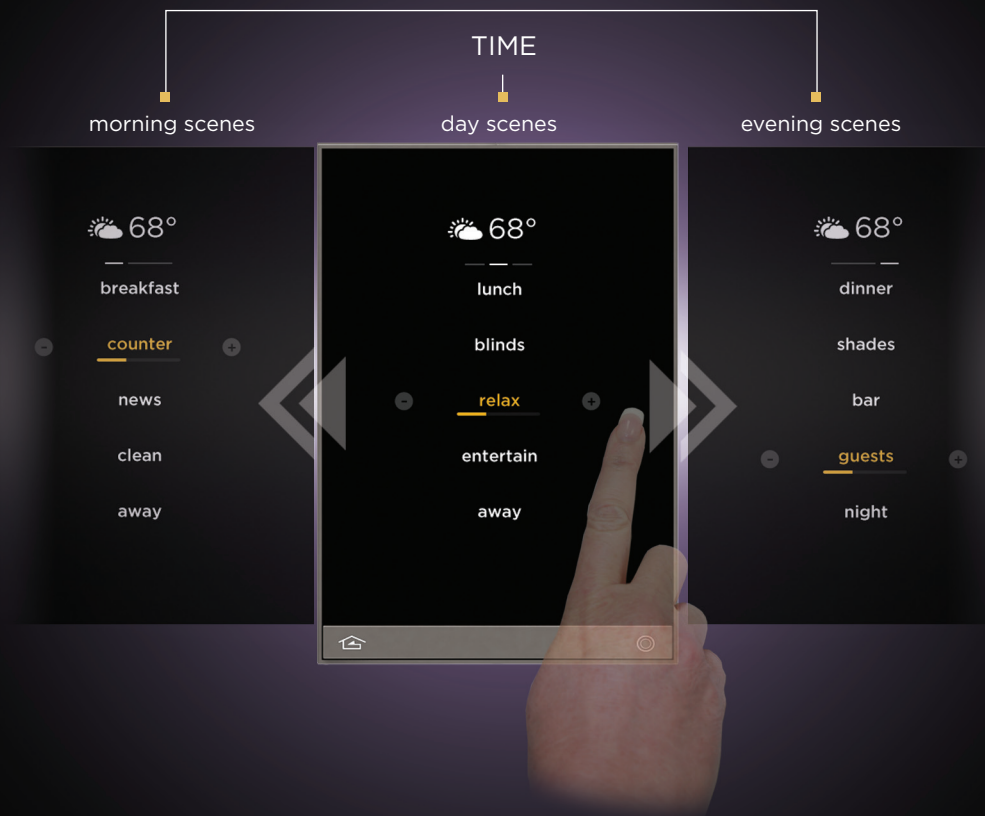 TIME
morning scenes
day scenes
evening scenes
68°
breakfast
- counter +
news
clean
away
68°
lunch
blinds
- relax +
entertain
away
68°
dinner
shades
bar
- guests +
night